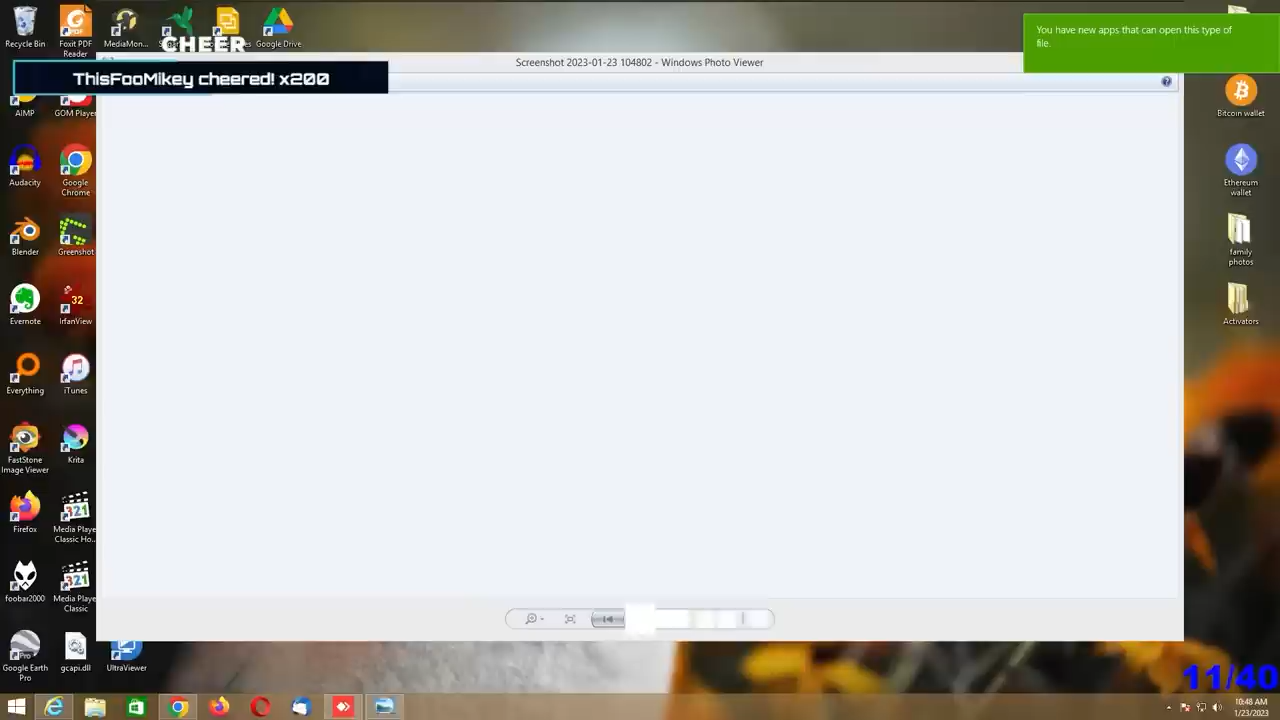 Recycle Bin
Foxit PDF
Reader
MediaMon...
Google Drive
CHEER
ThisFooMikey cheered! x200
Screenshot 2023-01-23 104802 - Windows Photo Viewer
You have new apps that can open this type of
file.
AIMP
GOM Player
Bitcoin wallet
Audacity
Google
Chrome
Ethereum
wallet
Blender
Greenshot
family
photos
Evernote
32
IrfanView
Activators
Everything
iTunes
FastStone
Image Viewer
Krita
Firefox
321
Media Playe
Classic Ho...
foobar2000
321
Media Playe
Classic
Google Earth
Pro
gcapi.dll
UltraViewer
11/40
10:48 AM
1/23/2023